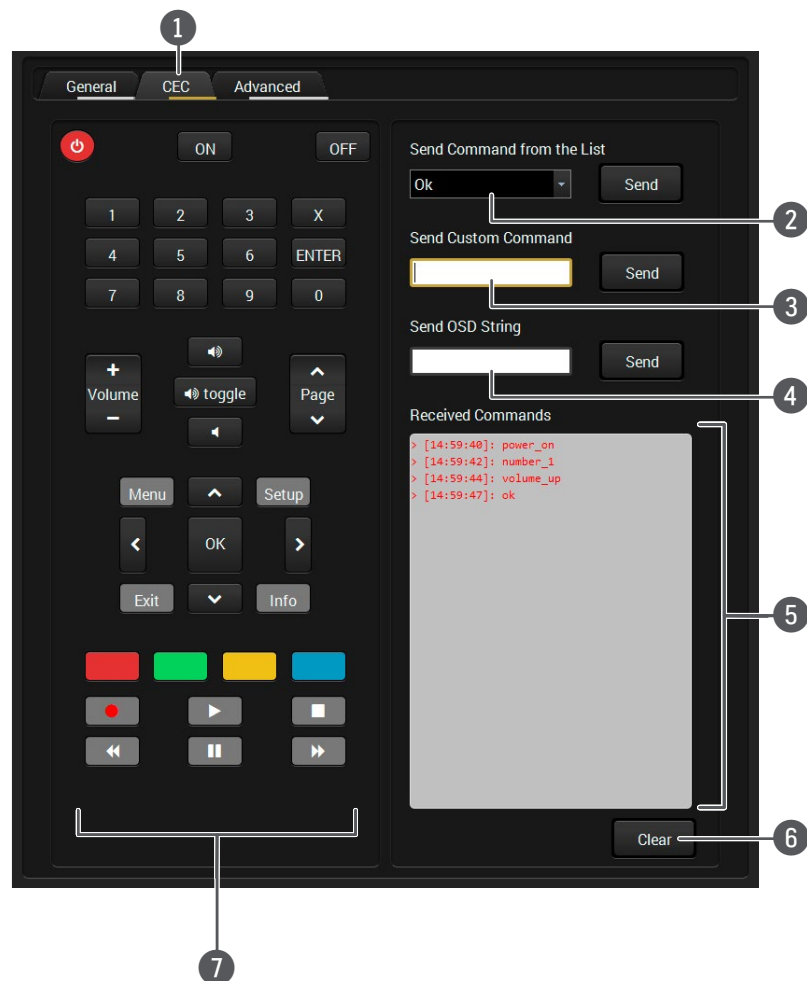 1
General CEC Advanced
ON OFF
1 2 3 X
4 5 6 ENTER
7 8 9 0
+
Volume
−
toggle
Page
Menu Setup
OK
Exit Info
7
Send Command from the List
Ok Send
2
Send Custom Command
Send
3
Send OSD String
Send
4
Received Commands
> [14:59:40]: power_on
> [14:59:42]: number_1
> [14:59:44]: volume_up
> [14:59:47]: ok
5
Clear
6